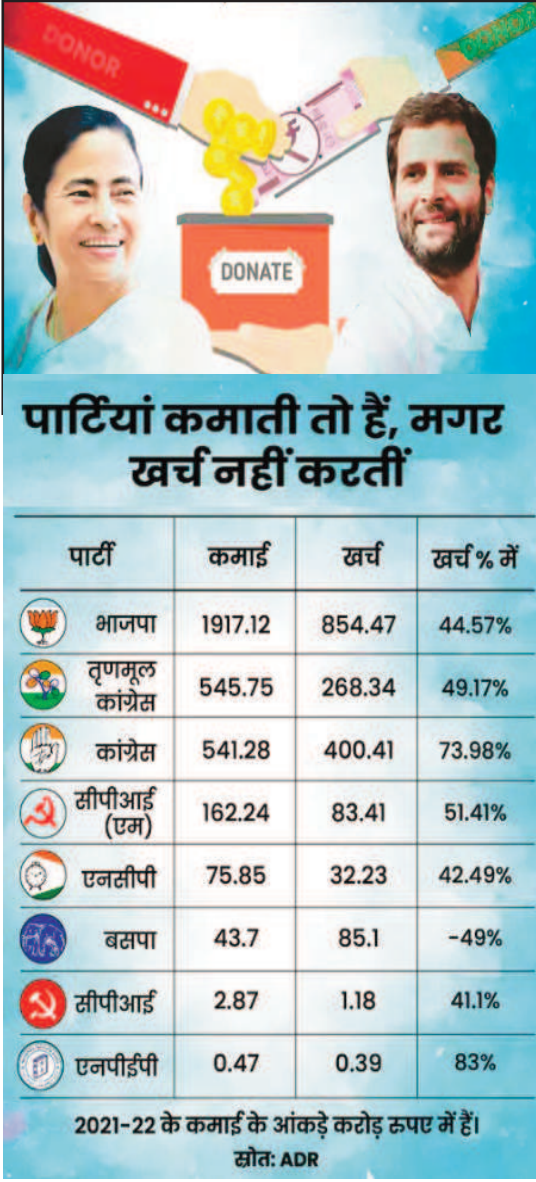 DONOR
DONATE
पार्टियां कमाती तो हैं, मगर
खर्च नहीं करतीं
पार्टी कमाई खर्च खर्च % में
भाजपा 1917.12 854.47 44.57%
तृणमूल
कांग्रेस 545.75 268.34 49.17%
कांग्रेस 541.28 400.41 73.98%
सीपीआई
(एम) 162.24 83.41 51.41%
एनसीपी 75.85 32.23 42.49%
बसपा 43.7 85.1 -49%
सीपीआई 2.87 1.18 41.1%
एनपीईपी 0.47 0.39 83%
2021-22 के कमाई के आंकड़े करोड़ रुपए में हैं।
स्रोत: ADR